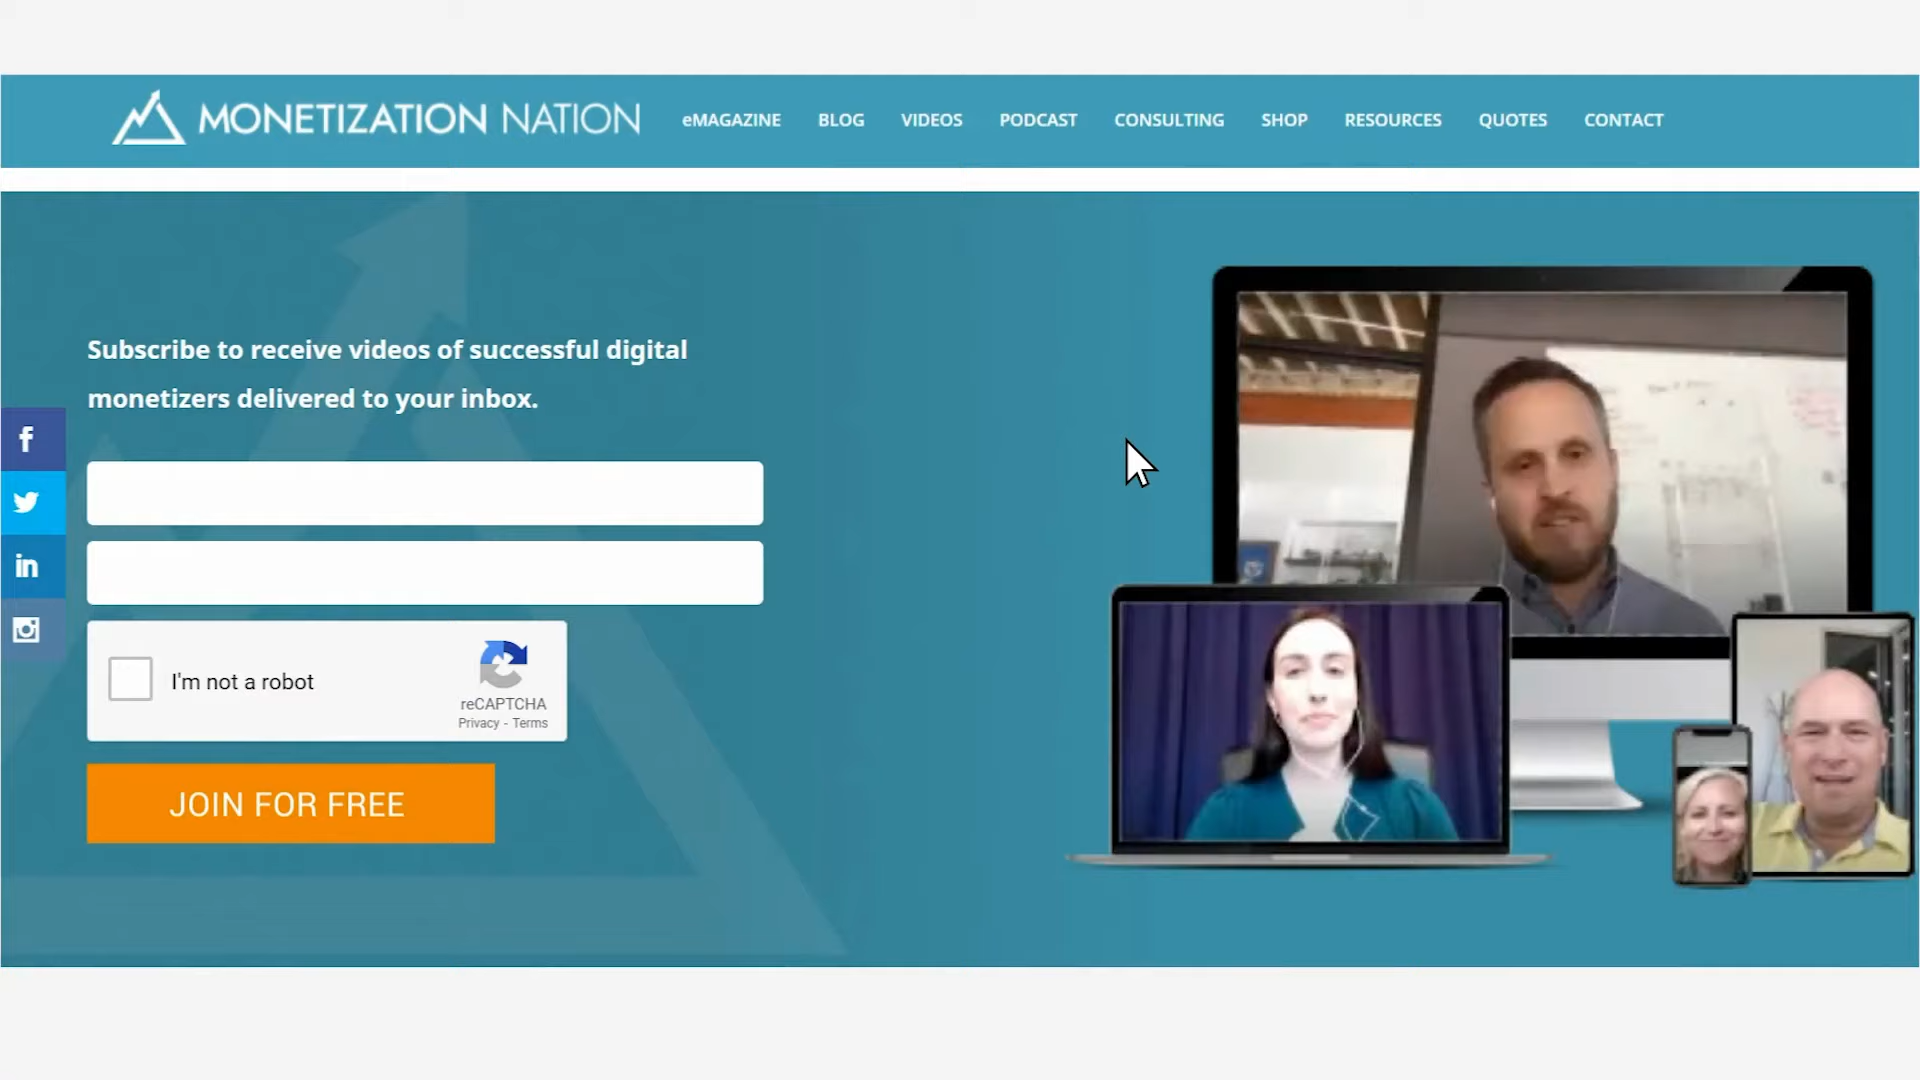 MONETIZATION NATION
eMAGAZINE BLOG VIDEOS PODCAST CONSULTING SHOP RESOURCES QUOTES CONTACT
Subscribe to receive videos of successful digital
monetizers delivered to your inbox.
I'm not a robot
reCAPTCHA
Privacy - Terms
JOIN FOR FREE